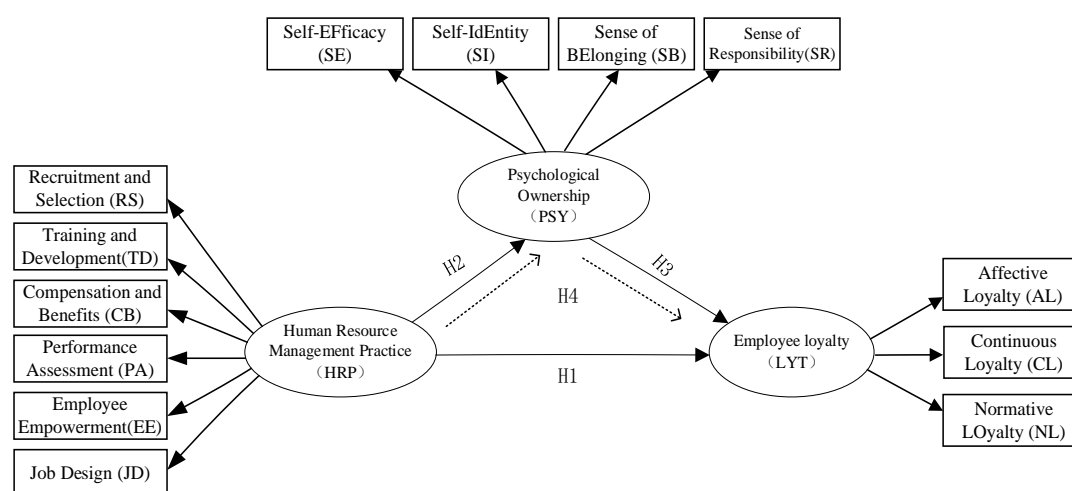 Self-EFficacy
(SE)
Self-IdEntity
(SI)
Sense of
BElonging (SB)
Sense of
Responsibility(SR)
Psychological
Ownership
（PSY）
Recruitment and
Selection (RS)
Training and
Development(TD)
Compensation and
Benefits (CB)
Performance
Assessment (PA)
Employee
Empowerment(EE)
Job Design (JD)
Human Resource
Management Practice
（HRP）
H2
H3
H4
H1
Employee loyalty
（LYT）
Affective
Loyalty (AL)
Continuous
Loyalty (CL)
Normative
LOyalty (NL)